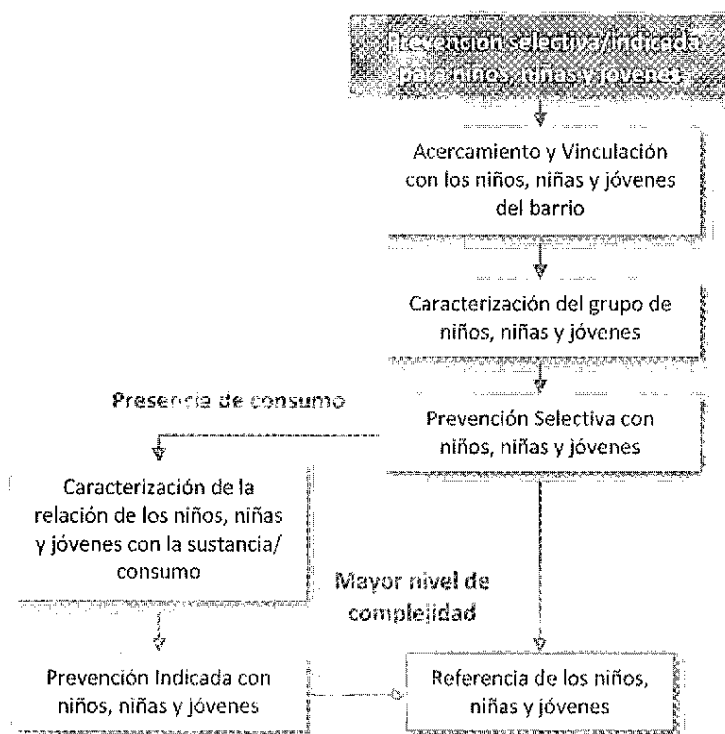 Prevención selectiva/indicada
para niños, niñas y jóvenes
Acercamiento y Vinculación
con los niños, niñas y jóvenes
del barrio
Caracterización del grupo de
niños, niñas y jóvenes
Presencia de consumo
Prevención Selectiva con
niños, niñas y jóvenes
Caracterización de la
relación de los niños, niñas
y jóvenes con la sustancia/
consumo
Mayor nivel de
complejidad
Prevención Indicada con
niños, niñas y jóvenes
Referencia de los niños,
niñas y jóvenes